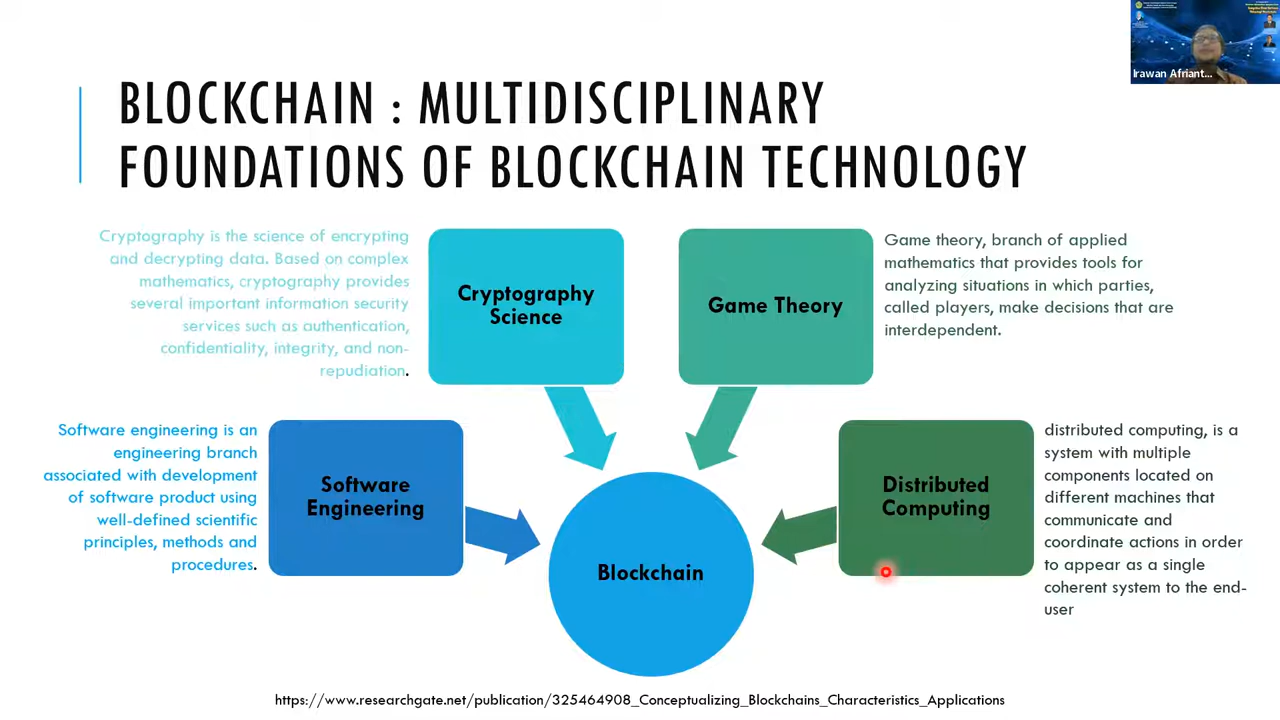 Irawan Afriant...
BLOCKCHAIN : MULTIDISCIPLINARY
FOUNDATIONS OF BLOCKCHAIN TECHNOLOGY
Cryptography is the science of encrypting
and decrypting data. Based on complex
mathematics, cryptography provides
several important information security
services such as authentication,
confidentiality, integrity, and non-
repudiation.
Cryptography
Science
Game Theory
Game theory, branch of applied
mathematics that provides tools for
analyzing situations in which parties,
called players, make decisions that are
interdependent.
Software engineering is an
engineering branch
associated with development
of software product using
well-defined scientific
principles, methods and
procedures.
Software
Engineering
Blockchain
Distributed
Computing
distributed computing, is a
system with multiple
components located on
different machines that
communicate and
coordinate actions in order
to appear as a single
coherent system to the end-
user
https://www.researchgate.net/publication/325464908_Conceptualizing_Blockchains_Characteristics_Applications